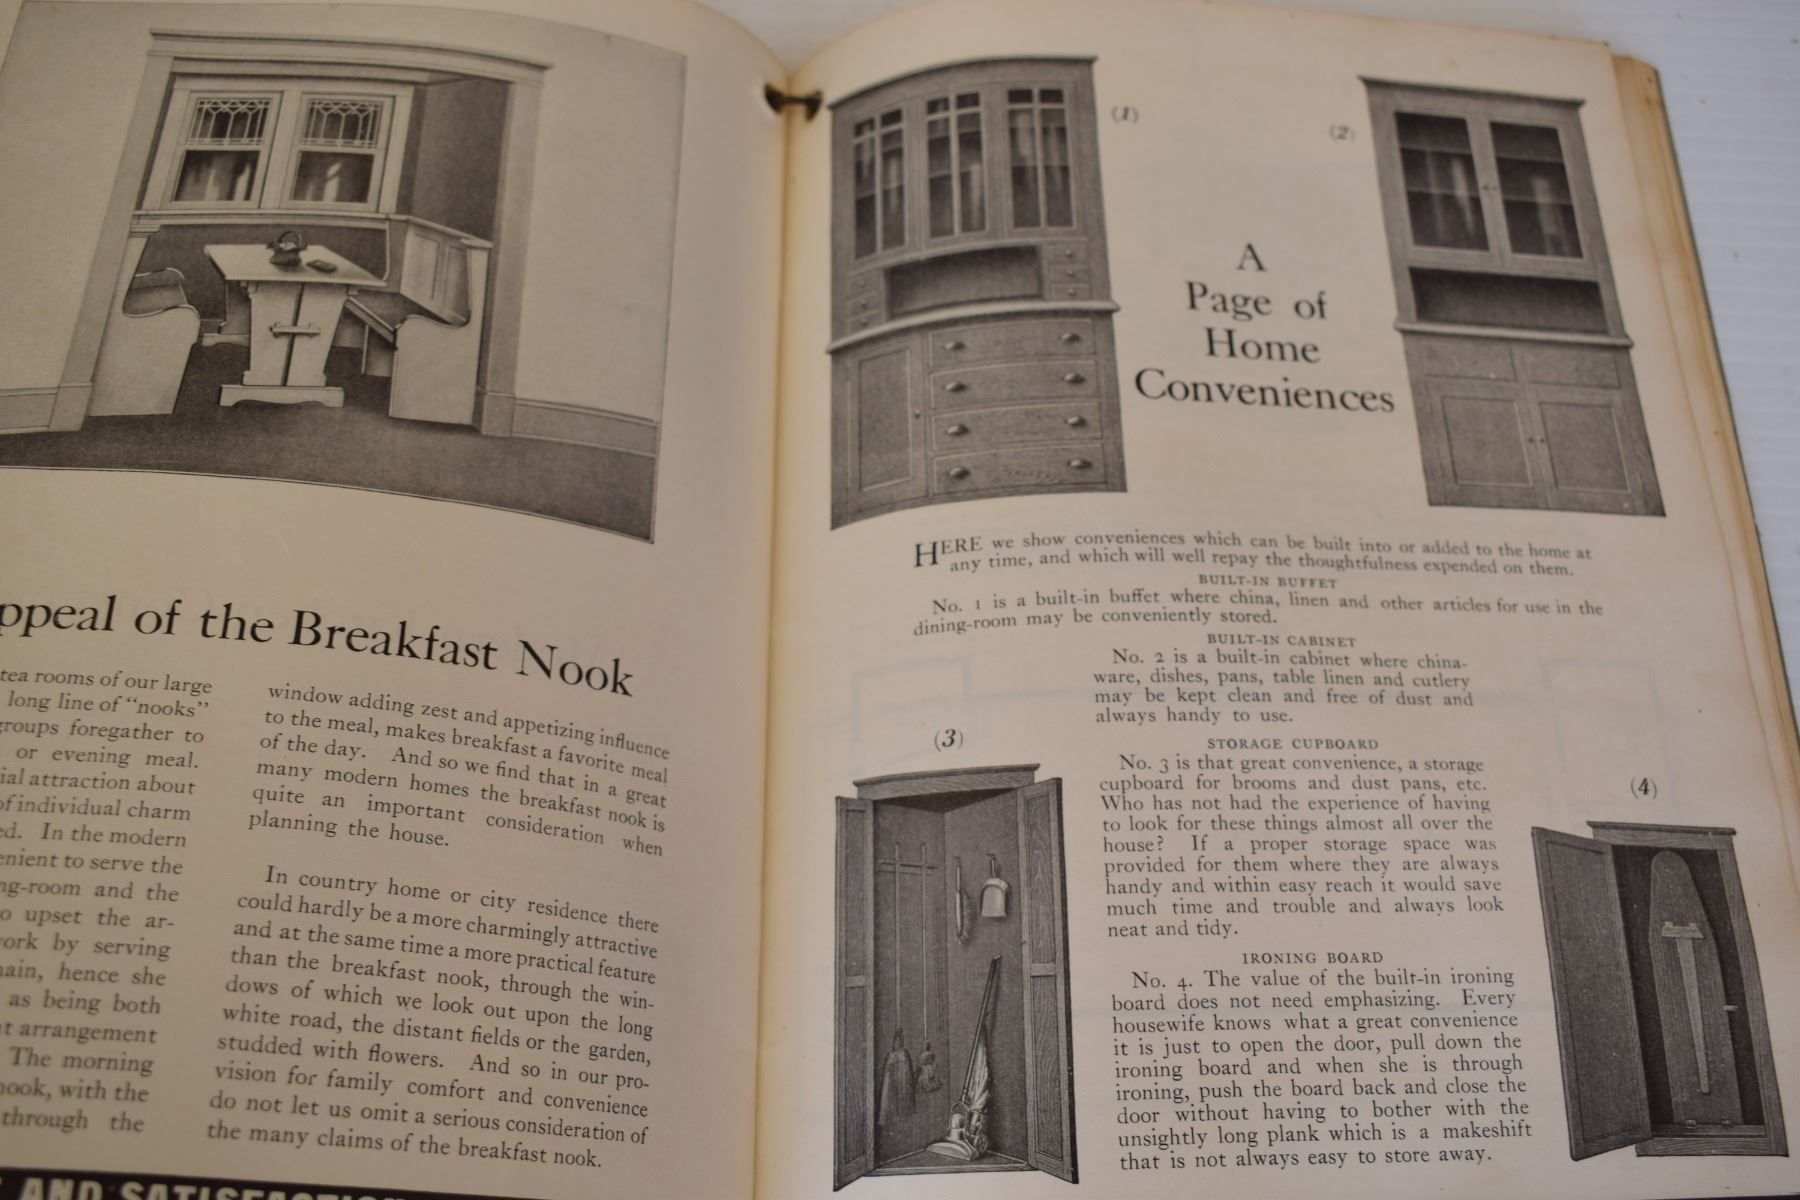 Appeal of the Breakfast Nook
tea rooms of our large
long line of "nooks"
groups foregather to
or evening meal.
attraction about
of individual charm
In the modern
to serve the
and the
upset the ar-
by serving
hence she
as being both
arrangement
The morning
nook, with the
through the
window adding zest and appetizing influence
to the meal, makes breakfast a favorite meal
of the day. And so we find that in a great
many modern homes the breakfast nook is
quite an important consideration when
planning the house.
In country home or city residence there
could hardly be a more charmingly attractive
and at the same time a more practical feature
than the breakfast nook, through the win-
dows of which we look out upon the long
white road, the distant fields or the garden,
studded with flowers. And so in our pro-
vision for family comfort and convenience
do not let us omit a serious consideration of
the many claims of the breakfast nook.
AND SATISFACTION
(1)
(2)
A
Page of
Home
Conveniences
HERE we show conveniences which can be built into or added to the home at
any time, and which will well repay the thoughtfulness expended on them.
BUILT-IN BUFFET
No. 1 is a built-in buffet where china, linen and other articles for use in the
dining-room may be conveniently stored.
BUILT-IN CABINET
No. 2 is a built-in cabinet where china-
ware, dishes, pans, table linen and cutlery
may be kept clean and free of dust and
always handy to use.
(3)
STORAGE CUPBOARD
No. 3 is that great convenience, a storage
cupboard for brooms and dust pans, etc.
Who has not had the experience of having
to look for these things almost all over the
house? If a proper storage space was
provided for them where they are always
handy and within easy reach it would save
much time and trouble and always look
neat and tidy.
(4)
IRONING BOARD
No. 4. The value of the built-in ironing
board does not need emphasizing. Every
housewife knows what a great convenience
it is just to open the door, pull down the
ironing board and when she is through
ironing, push the board back and close the
door without having to bother with the
unsightly long plank which is a makeshift
that is not always easy to store away.